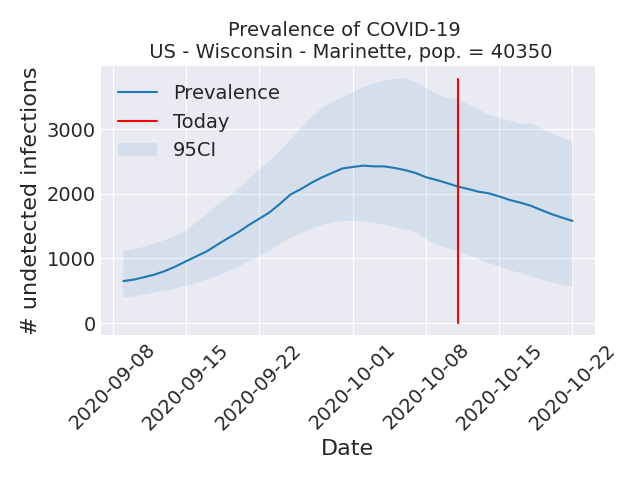 Prevalence of COVID-19
US - Wisconsin - Marinette, pop. = 40350
Prevalence
Today
95CI
# undetected infections
3000
2000
1000
0
2020-09-08
2020-09-15
2020-09-22
2020-10-01
2020-10-08
2020-10-15
2020-10-22
Date